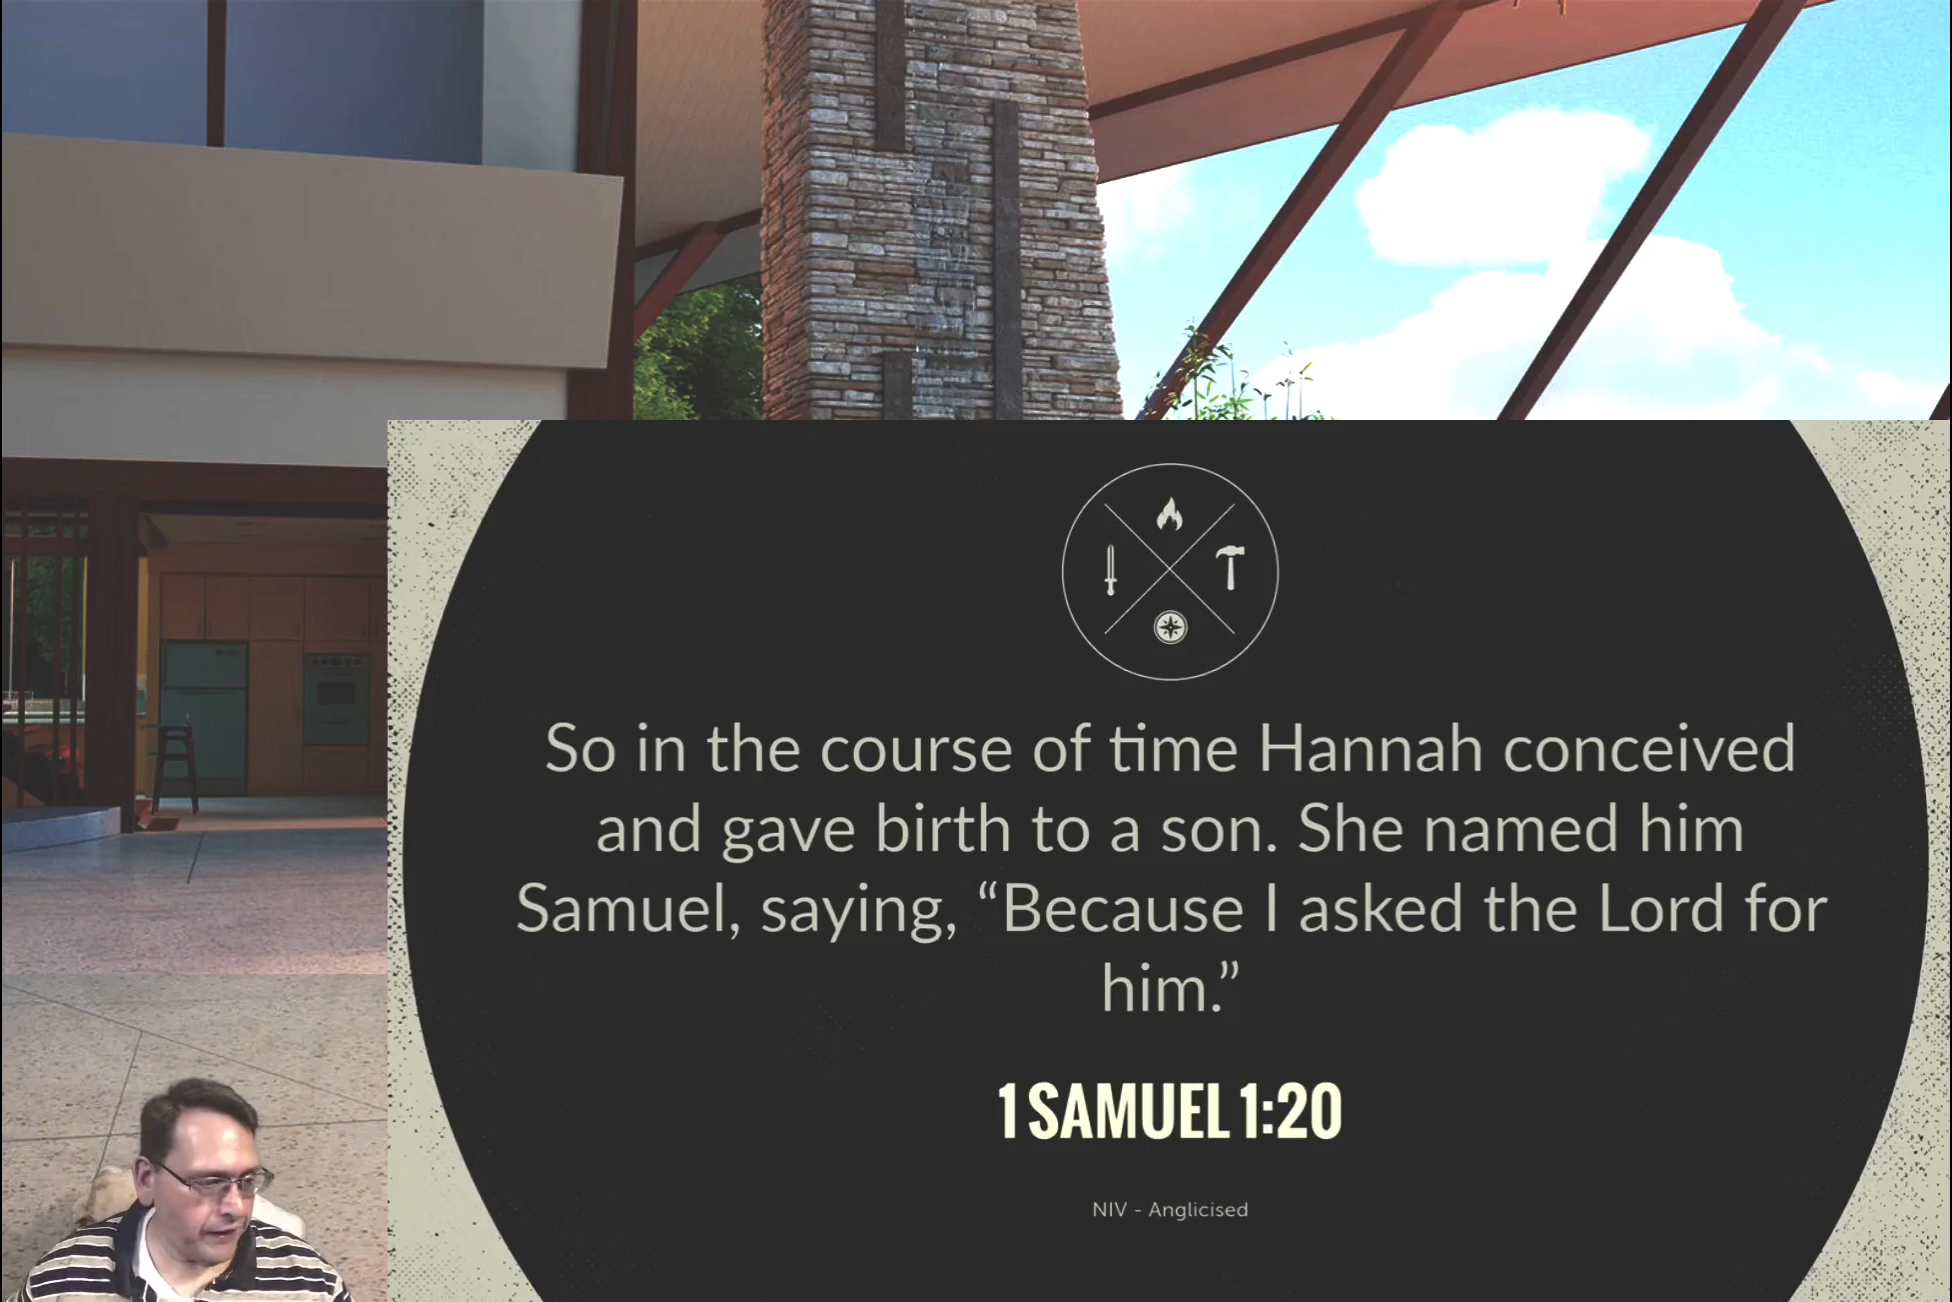 So in the course of time Hannah conceived
and gave birth to a son. She named him
Samuel, saying, “Because I asked the Lord for
him.”
1 SAMUEL 1:20
NIV - Anglicised